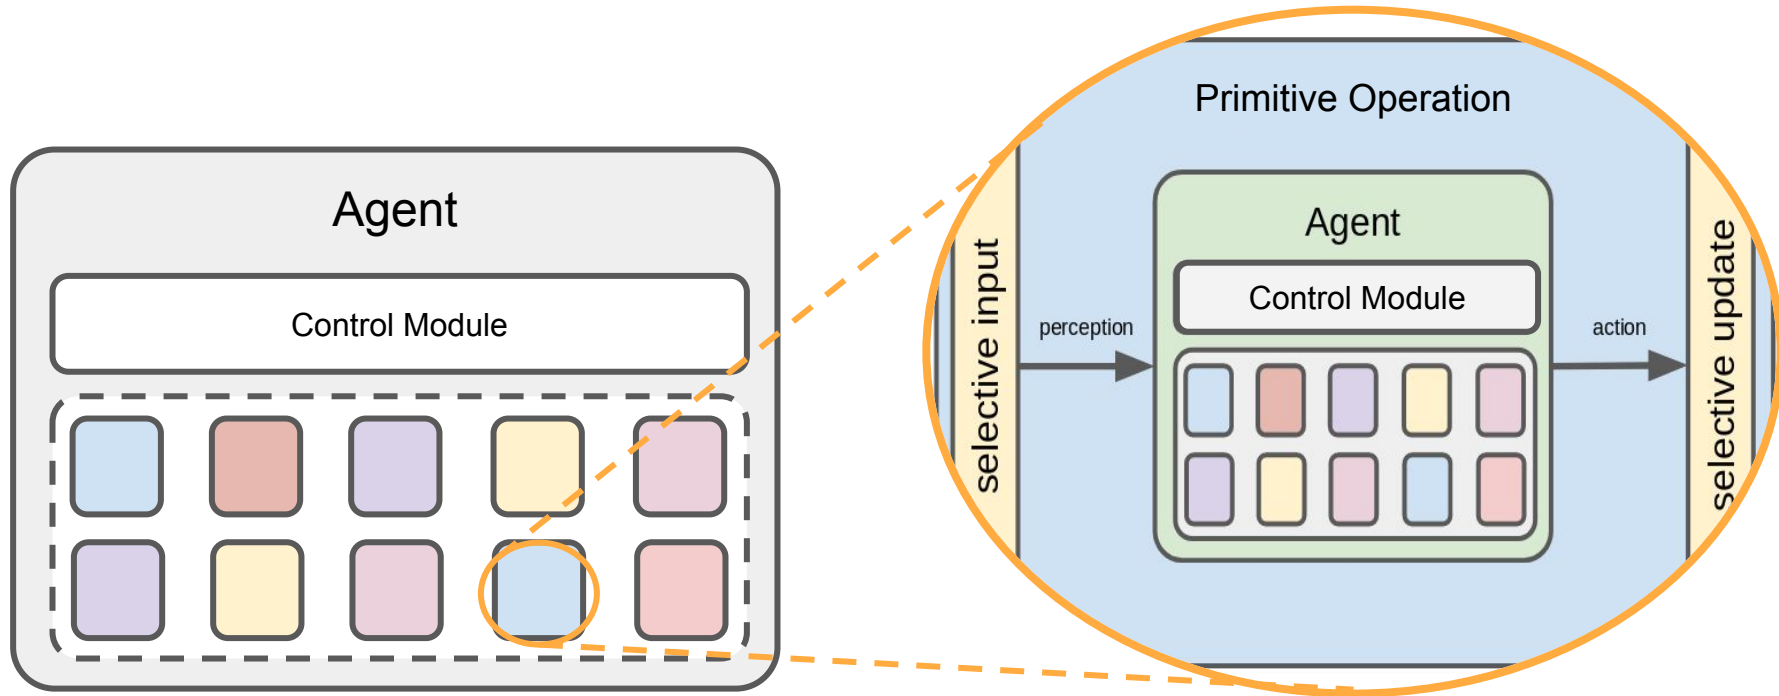 Agent
Control Module
Primitive Operation
selective input
perception
Agent
Control Module
action
selective update